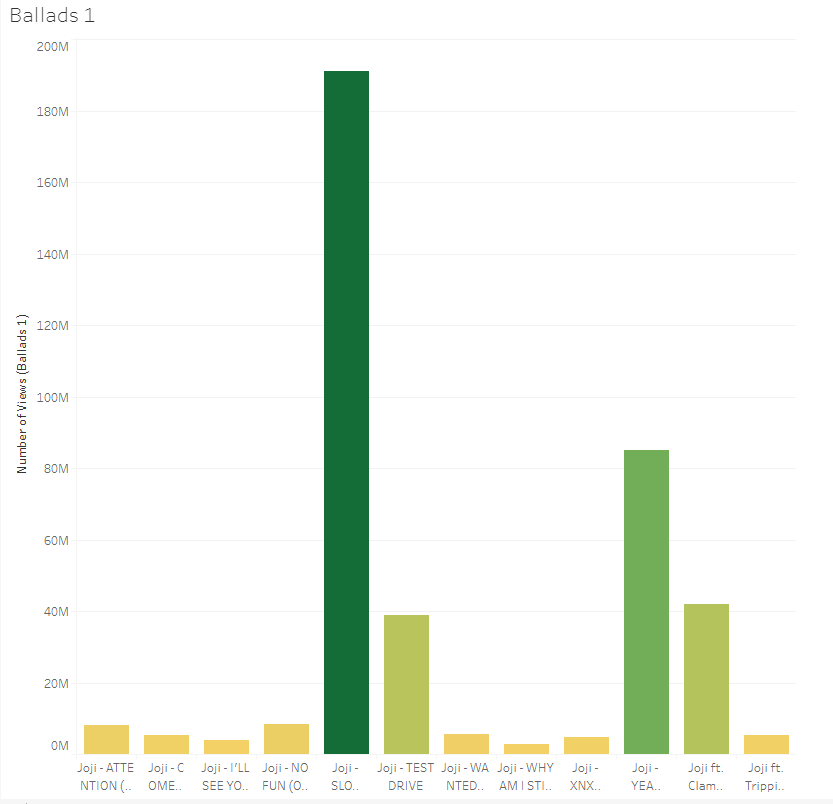 Ballads 1
200M
180M
160M
140M
120M
100M
80M
60M
40M
20M
0M
Number of Views (Ballads 1)
Joji - ATTE
NTION (..
Joji - C
OME..
Joji - I'LL
SEE YO..
Joji - NO
FUN (O..
Joji -
SLO..
Joji - TEST
DRIVE
Joji - WA
NTED..
Joji - WHY
AM I STI..
Joji -
XNX..
Joji -
YEA..
Joji ft.
Clam..
Joji ft.
Trippi..